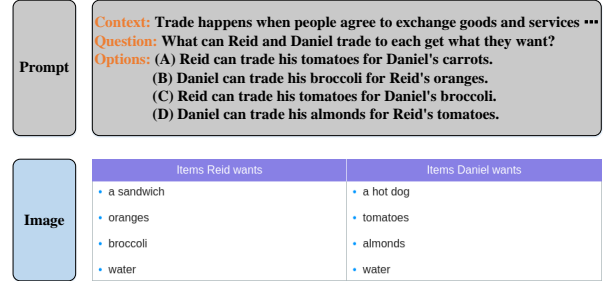 Prompt
Context: Trade happens when people agree to exchange goods and services ...
Question: What can Reid and Daniel trade to each get what they want?
Options: (A) Reid can trade his tomatoes for Daniel's carrots.
(B) Daniel can trade his broccoli for Reid's oranges.
(C) Reid can trade his tomatoes for Daniel's broccoli.
(D) Daniel can trade his almonds for Reid's tomatoes.
Image
Items Reid wants Items Daniel wants
• a sandwich • a hot dog
• oranges • tomatoes
• broccoli • almonds
• water • water